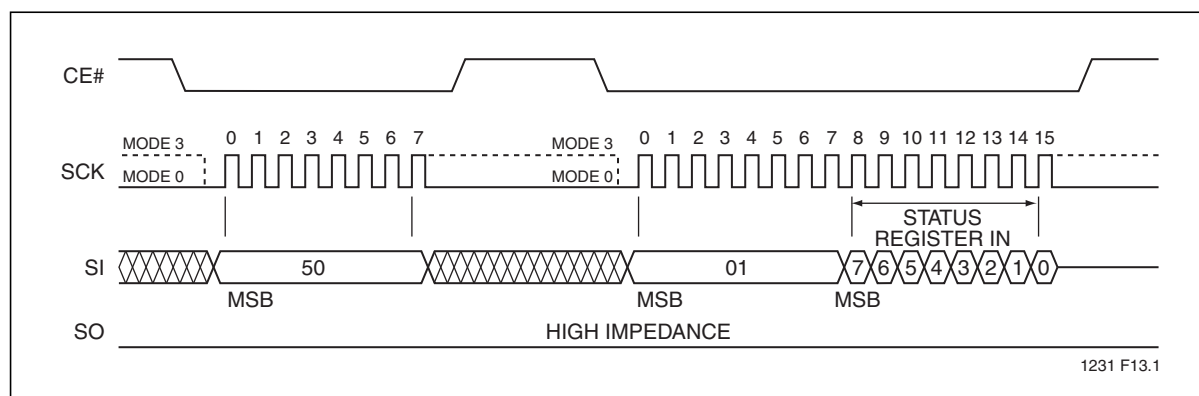 CE#
MODE 3 0 1 2 3 4 5 6 7 MODE 3 0 1 2 3 4 5 6 7 8 9 10 11 12 13 14 15
SCK
MODE 0 MODE 0
STATUS
REGISTER IN
SI 50 01 7 6 5 4 3 2 1 0
MSB MSB MSB
SO HIGH IMPEDANCE
1231 F13.1